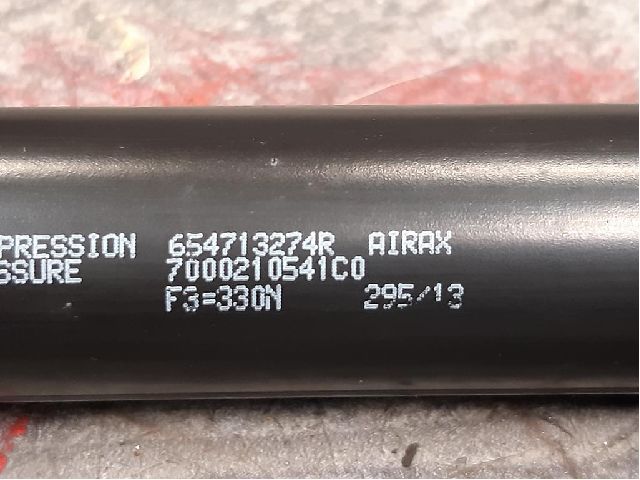 PRESSION 654713274R AIRAX
SSURE 7000210541C0
F3=330N 295/13